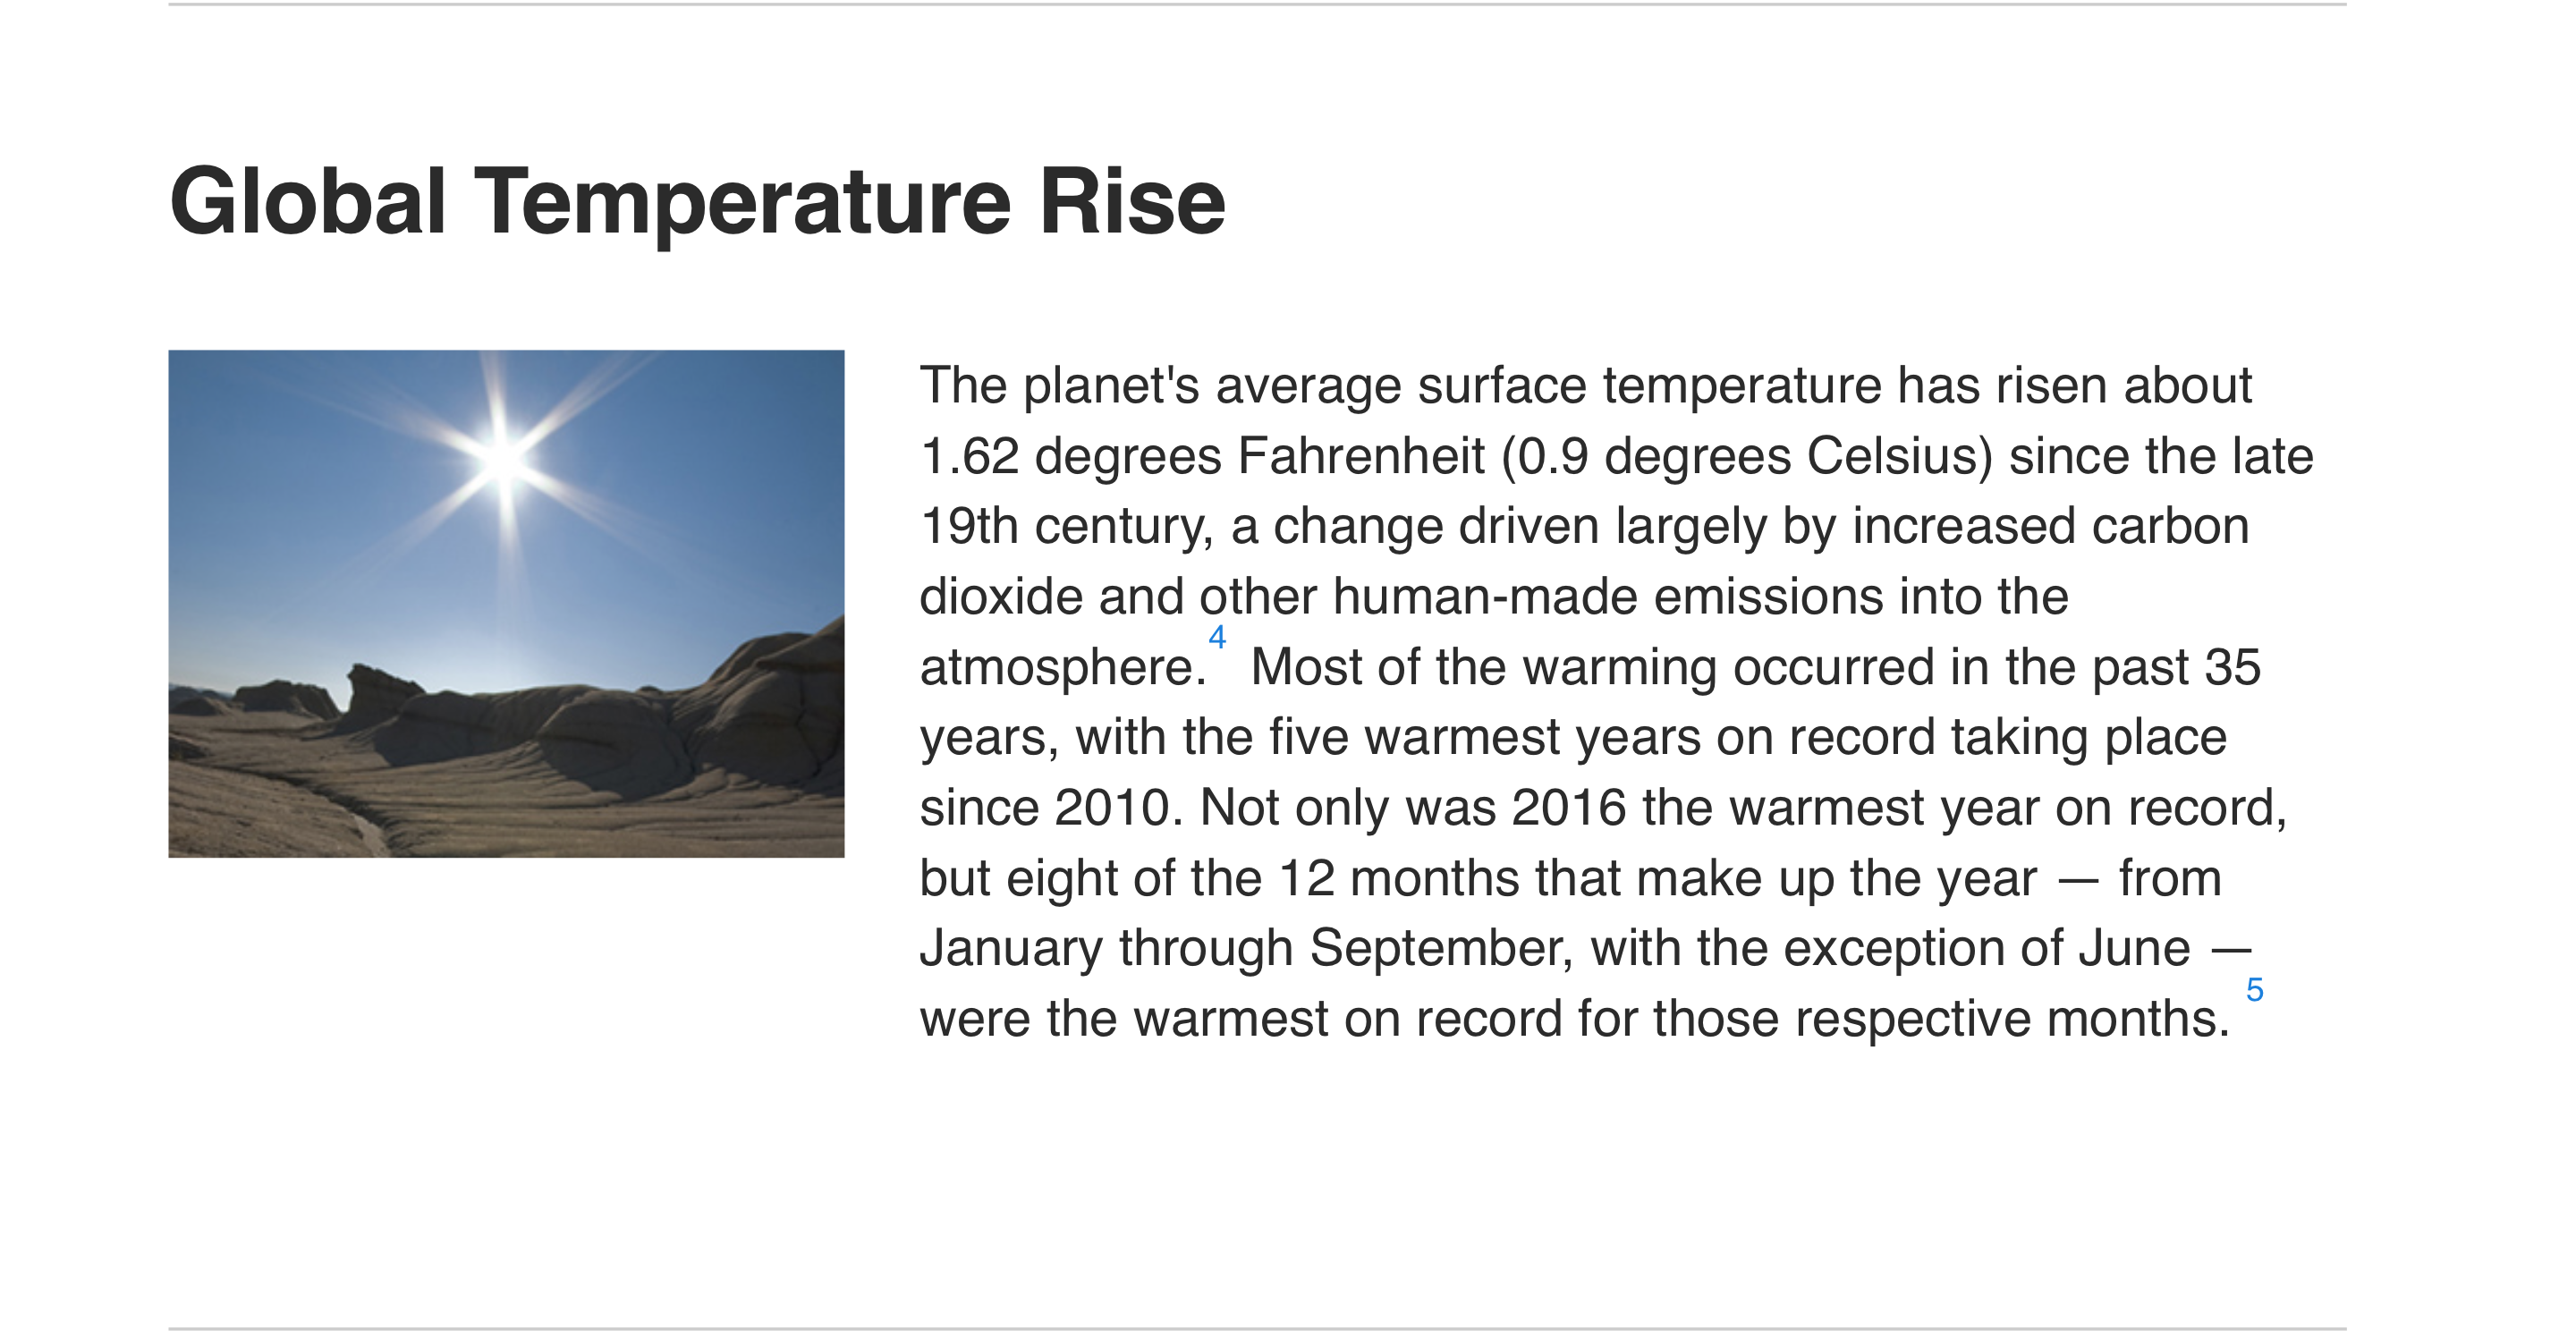 Global Temperature Rise
The planet's average surface temperature has risen about
1.62 degrees Fahrenheit (0.9 degrees Celsius) since the late
19th century, a change driven largely by increased carbon
dioxide and other human-made emissions into the
atmosphere.4 Most of the warming occurred in the past 35
years, with the five warmest years on record taking place
since 2010. Not only was 2016 the warmest year on record,
but eight of the 12 months that make up the year — from
January through September, with the exception of June —
were the warmest on record for those respective months. 5